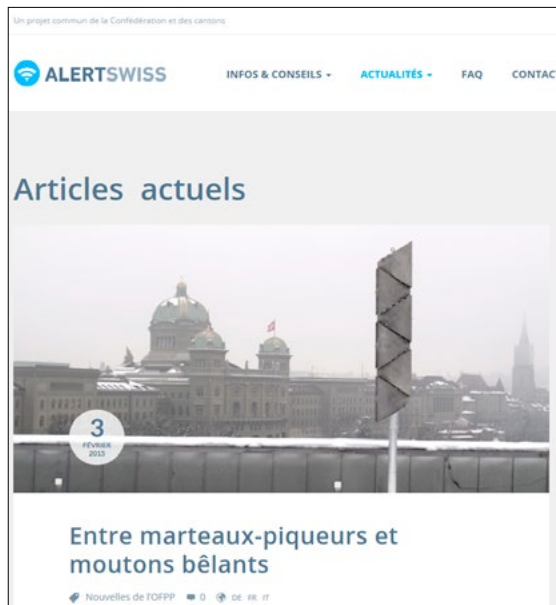 Un projet commun de la Confédération et des cantons
ALERTSWISS
INFOS & CONSEILS
ACTUALITÉS
FAQ
CONTAC
Articles actuels
3
FÉVRIER
2015
Entre marteaux-piqueurs et
moutons bêlants
Nouvelles de l'OFPP 0 DE FR IT